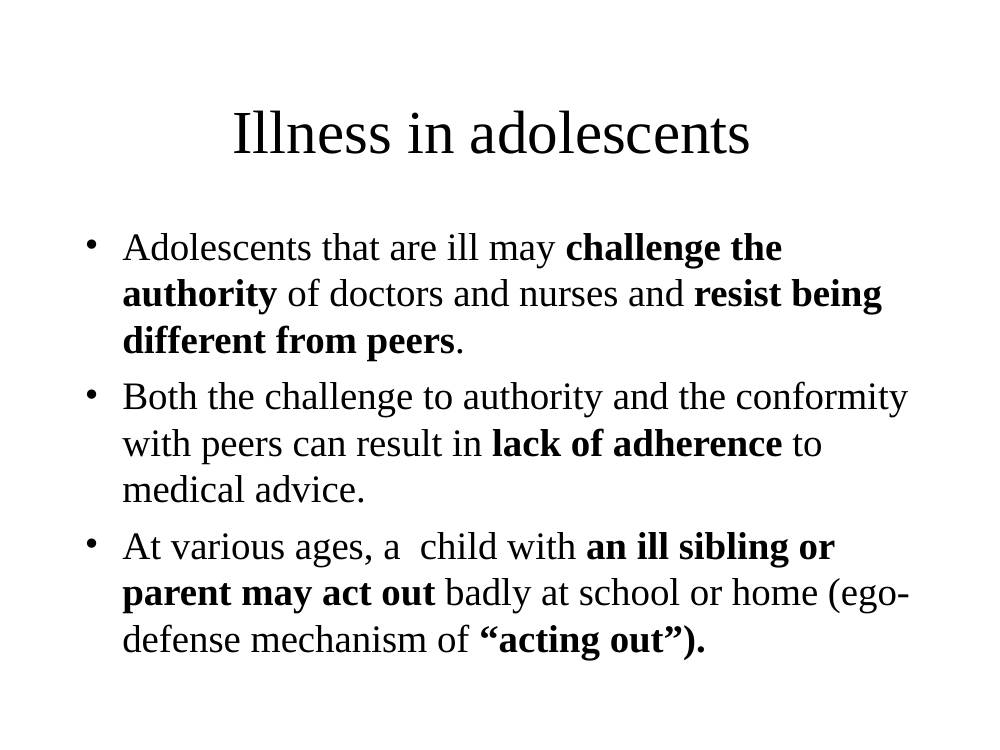 Illness in adolescents
• Adolescents that are ill may challenge the
authority of doctors and nurses and resist being
different from peers.
• Both the challenge to authority and the conformity
with peers can result in lack of adherence to
medical advice.
• At various ages, a  child with an ill sibling or
parent may act out badly at school or home (ego-
defense mechanism of “acting out”).